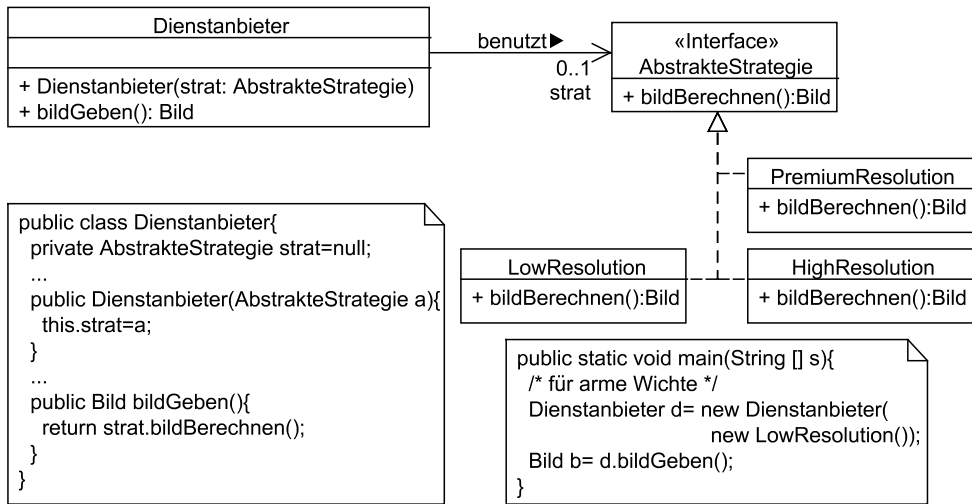 Dienstanbieter
+ Dienstanbieter(strat: AbstrakteStrategie)
+ bildGeben(): Bild
benutzt▶
0..1
strat
«Interface»
AbstrakteStrategie
+ bildBerechnen():Bild
PremiumResolution
+ bildBerechnen():Bild
LowResolution
+ bildBerechnen():Bild
HighResolution
+ bildBerechnen():Bild
public class Dienstanbieter{
private AbstrakteStrategie strat=null;
...
public Dienstanbieter(AbstrakteStrategie a){
this.strat=a;
}
...
public Bild bildGeben(){
return strat.bildBerechnen();
}
}
public static void main(String [] s){
/* für arme Wichte */
Dienstanbieter d= new Dienstanbieter(
new LowResolution());
Bild b= d.bildGeben();
}